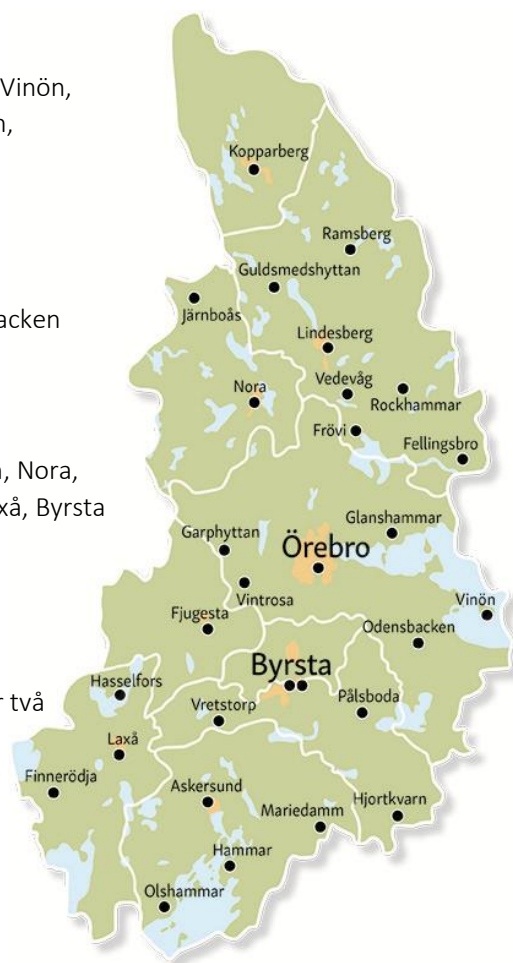 Vinön,
n,
Kopparberg
Ramsberg
Guldsmedshyttan
Järnboås
acken
Lindesberg
Nora
Vedevåg
Rockhammar
Frövi
Fellingsbro
n, Nora,
xå, Byrsta
Glanshammar
Garphyttan
Örebro
Vintrosa
Vinön
Fjugesta
Odensbacken
Byrsta
Hasselfors
Pålsboda
r två
Vretstorp
Laxå
Finnerödja
Askersund
Hjortkvarn
Mariedamm
Hammar
Olshammar